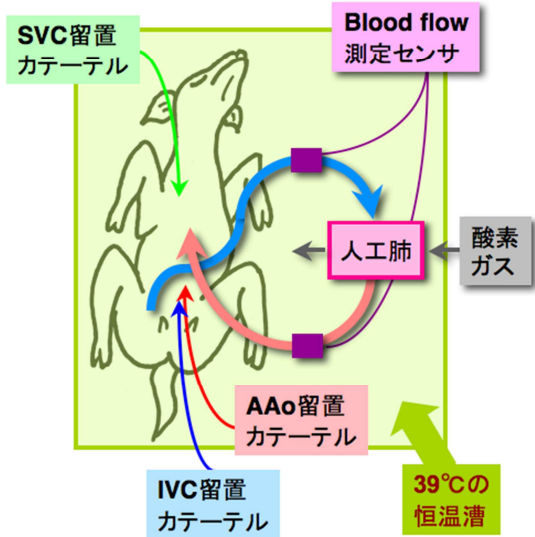 SVC留置
カテーテル
Blood flow
測定センサ
人工肺
酸素
ガス
AAo留置
カテーテル
IVC留置
カテーテル
39℃の
恒温漕